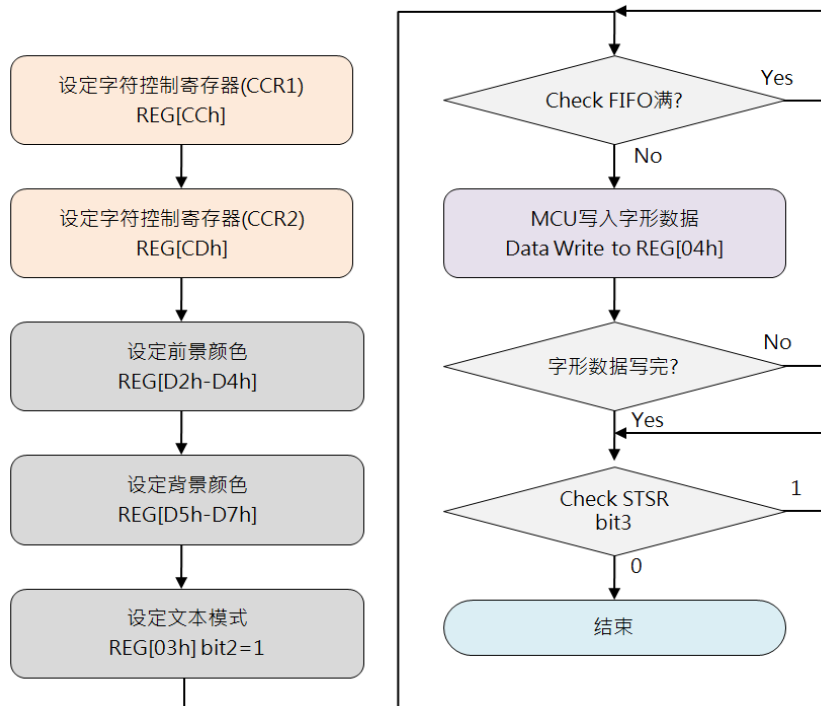 设定字符控制寄存器(CCR1)
REG[CCh]
设定字符控制寄存器(CCR2)
REG[CDh]
设定前景颜色
REG[D2h-D4h]
设定背景颜色
REG[D5h-D7h]
设定文本模式
REG[03h] bit2=1
Check FIFO满?
Yes
No
MCU写入字形数据
Data Write to REG[04h]
字形数据写完?
No
Yes
Check STSR
bit3
1
0
结束